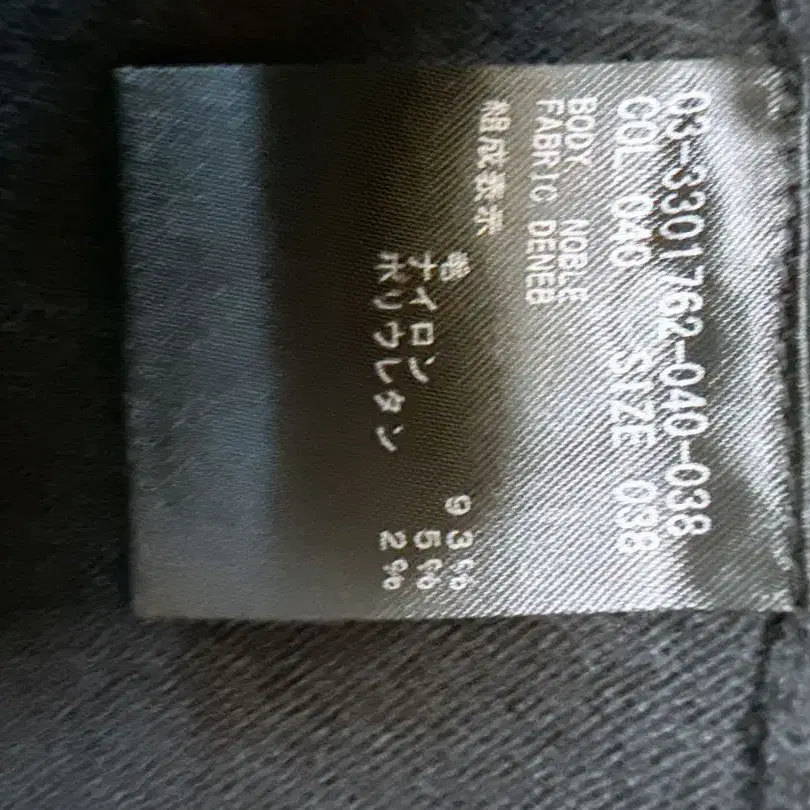 03-3301762-040-038
COL 040 SIZE 038
BODY NOBLE
FABRIC DENEB
組成表示
毛 93%
ナイロン 5%
ポリウレタン 2%